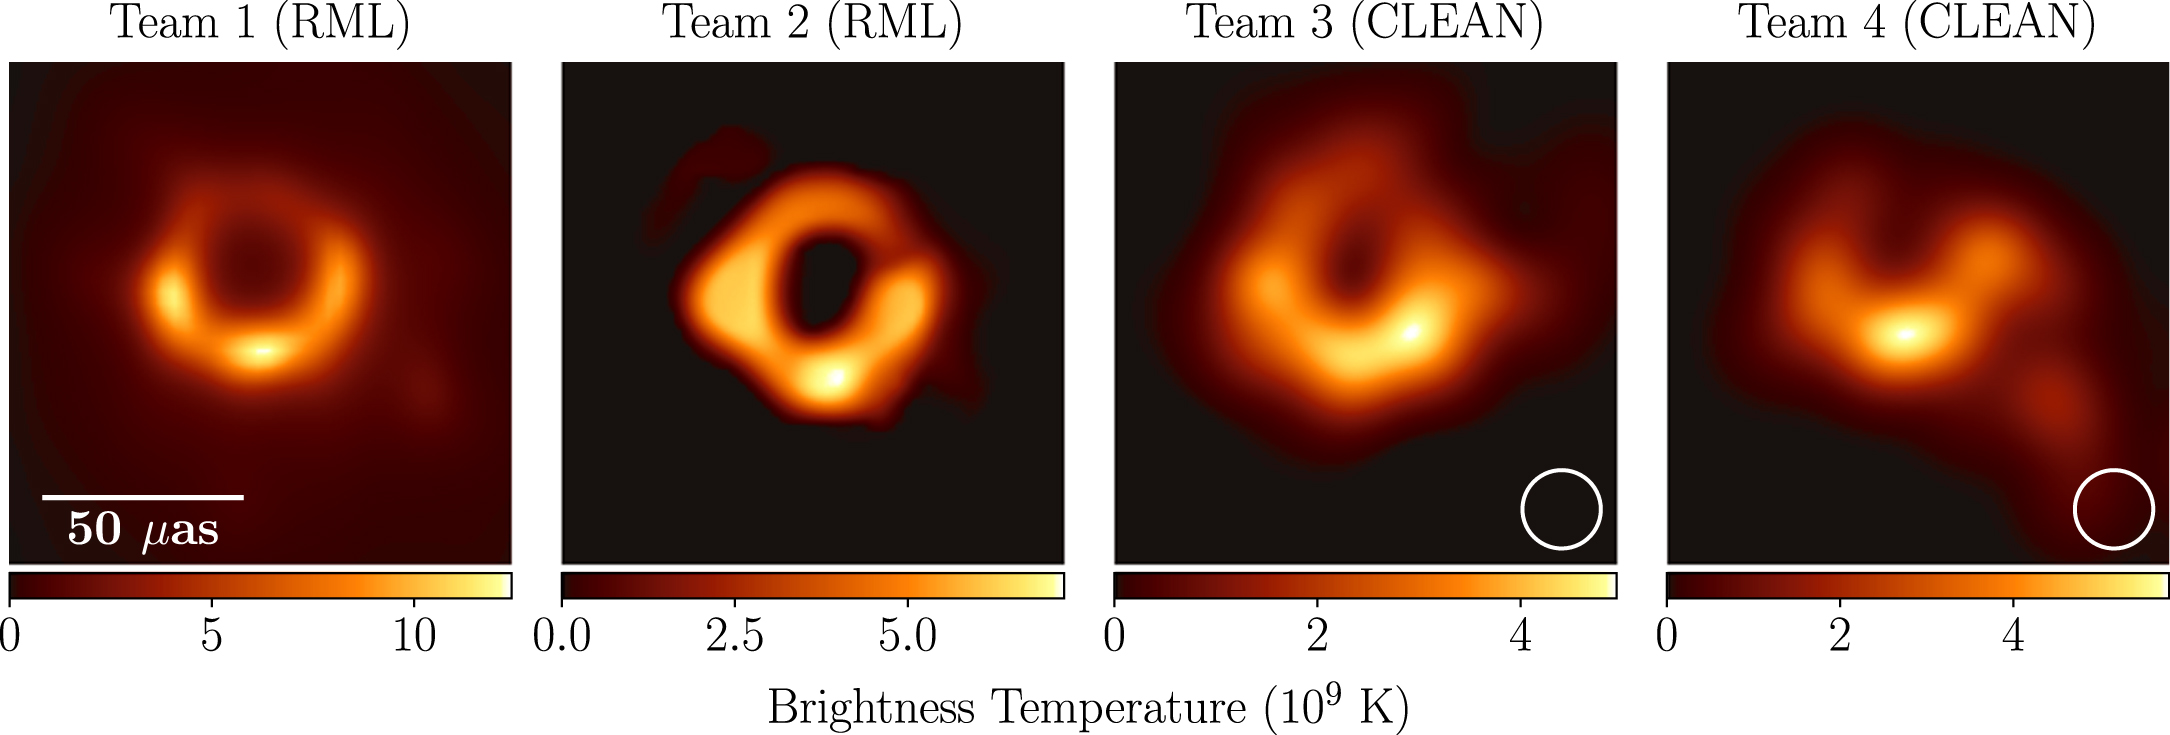 Team 1 (RML) Team 2 (RML) Team 3 (CLEAN) Team 4 (CLEAN)
50 μas
0 5 10 0.0 2.5 5.0 0 2 4 0 2 4
Brightness Temperature (10⁹ K)